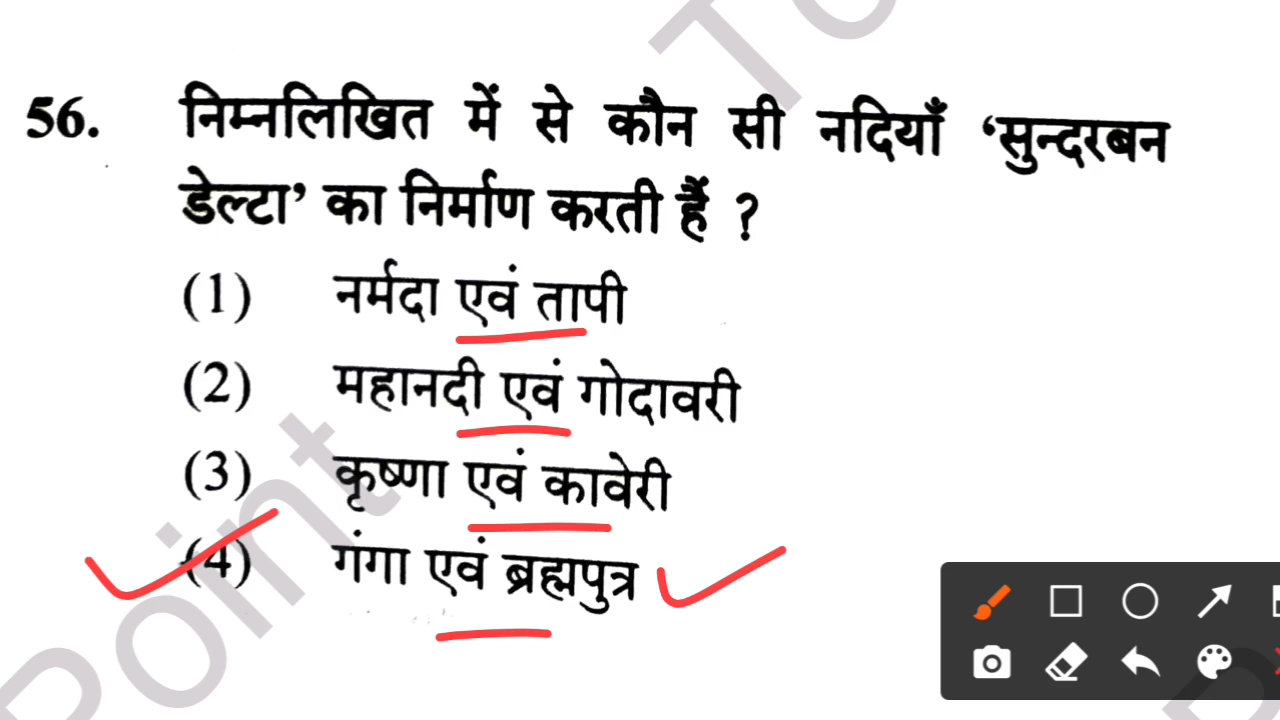 56. निम्नलिखित में से कौन सी नदियाँ ‘सुन्दरबन
डेल्टा’ का निर्माण करती हैं ?
(1) नर्मदा एवं तापी
(2) महानदी एवं गोदावरी
(3) कृष्णा एवं कावेरी
(4) गंगा एवं ब्रह्मपुत्र
Point